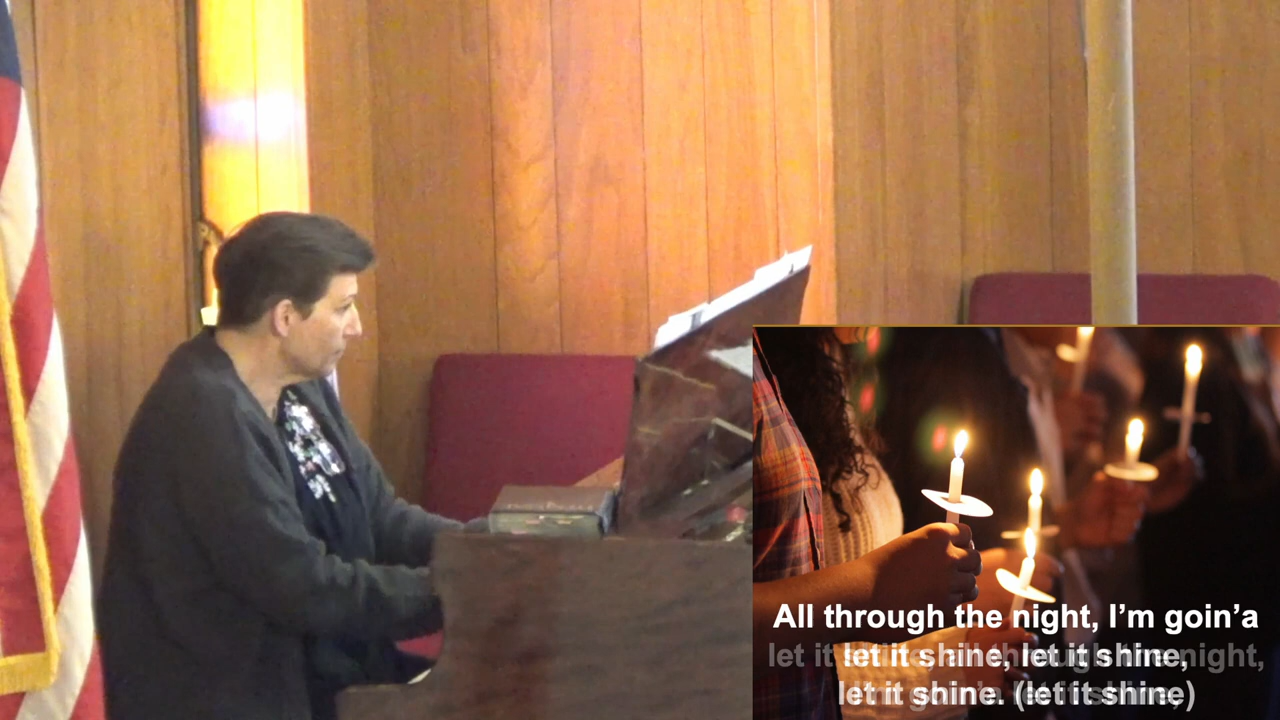 All through the night, I’m goin’a
let it shine, let it shine,
let it shine. (let it shine)